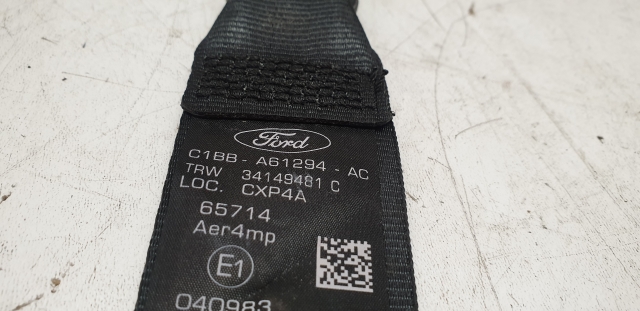 Ford
C1BB - A61294 - AC
TRW 34149481 C
LOC. CXP4A
65714
Aer4mp
E1
040983